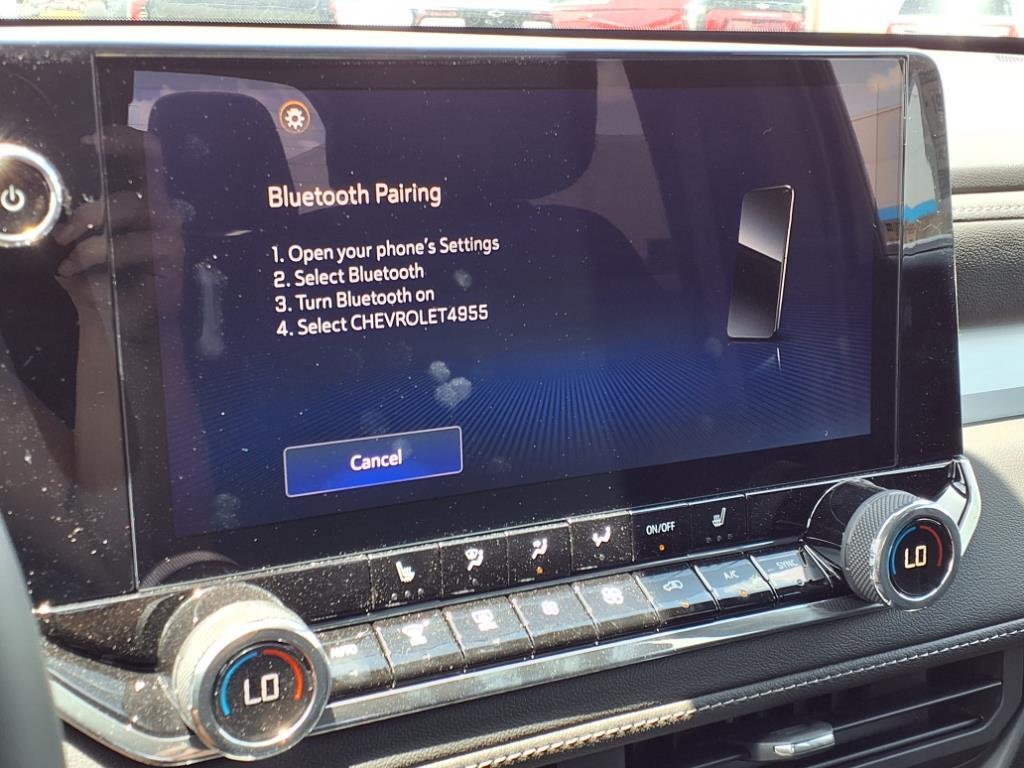 Bluetooth Pairing
1. Open your phone's Settings
2. Select Bluetooth
3. Turn Bluetooth on
4. Select CHEVROLET4955
Cancel
ON/OFF
AUTO
A/C
SYNC
LO
LO